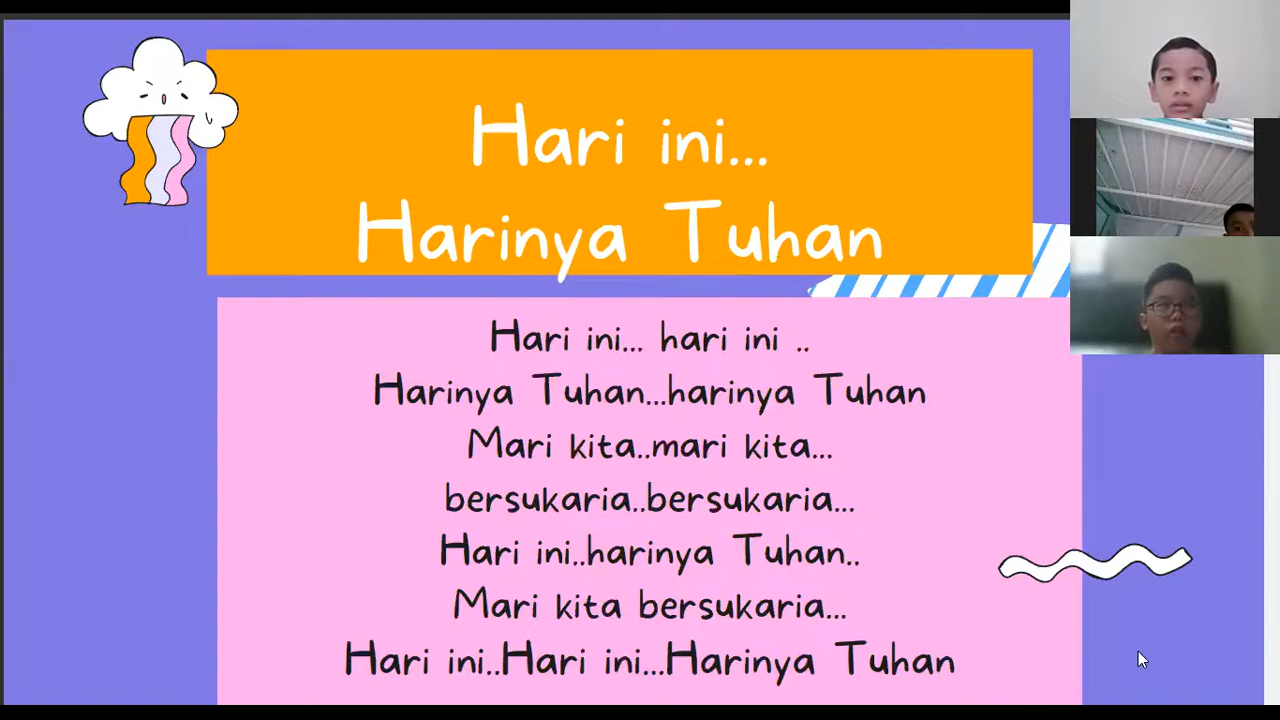 Hari ini...
Harinya Tuhan
Hari ini... hari ini ..
Harinya Tuhan...harinya Tuhan
Mari kita..mari kita...
bersukaria..bersukaria...
Hari ini..harinya Tuhan..
Mari kita bersukaria...
Hari ini..Hari ini...Harinya Tuhan